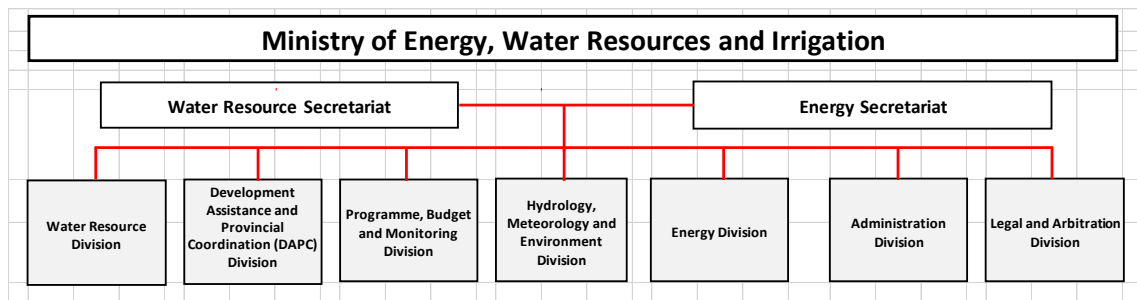 Ministry of Energy, Water Resources and Irrigation
Water Resource Secretariat
Energy Secretariat
Water Resource
Division
Development
Assistance and
Provincial
Coordination (DAPC)
Division
Programme, Budget
and Monitoring
Division
Hydrology,
Meteorology and
Environment
Division
Energy Division
Administration
Division
Legal and Arbitration
Division